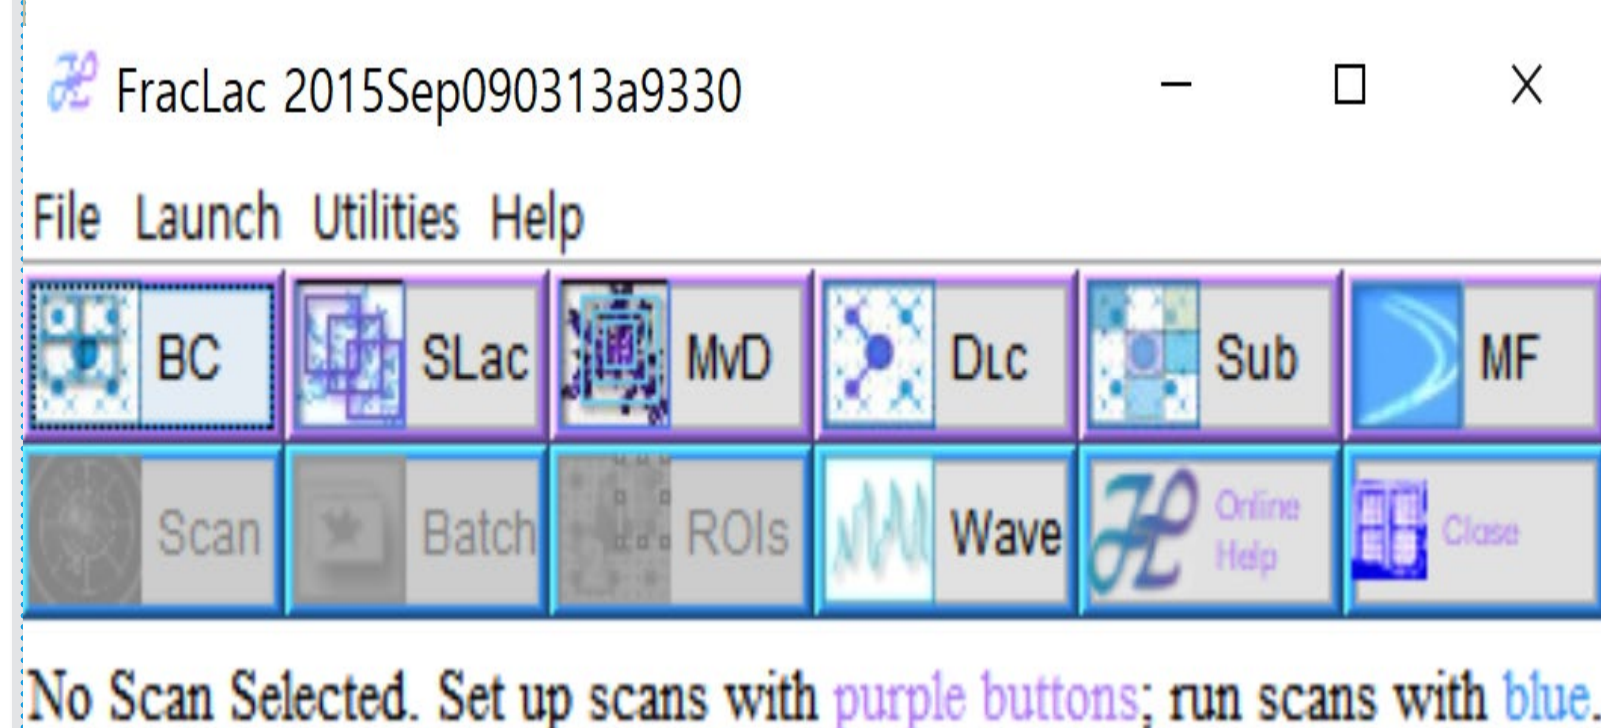 FracLac 2015Sep090313a9330
File Launch Utilities Help
BC SLac MvD DLc Sub MF
Scan Batch ROIs Wave Online Help Close
No Scan Selected. Set up scans with purple buttons; run scans with blue.